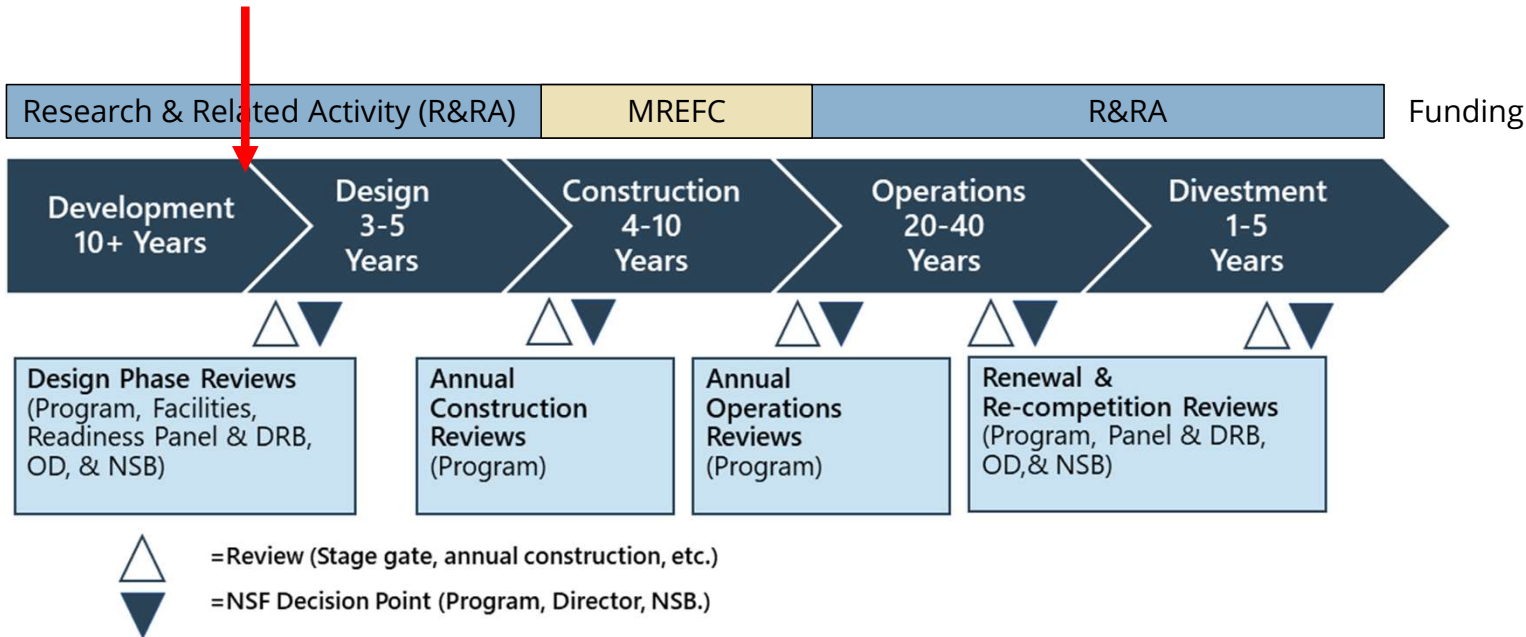 Research & Related Activity (R&RA)
MREFC
R&RA
Funding
Development
10+ Years
Design
3-5
Years
Construction
4-10
Years
Operations
20-40
Years
Divestment
1-5
Years
Design Phase Reviews
(Program, Facilities,
Readiness Panel & DRB,
OD, & NSB)
Annual
Construction
Reviews
(Program)
Annual
Operations
Reviews
(Program)
Renewal &
Re-competition Reviews
(Program, Panel & DRB,
OD,& NSB)
=Review (Stage gate, annual construction, etc.)
=NSF Decision Point (Program, Director, NSB.)